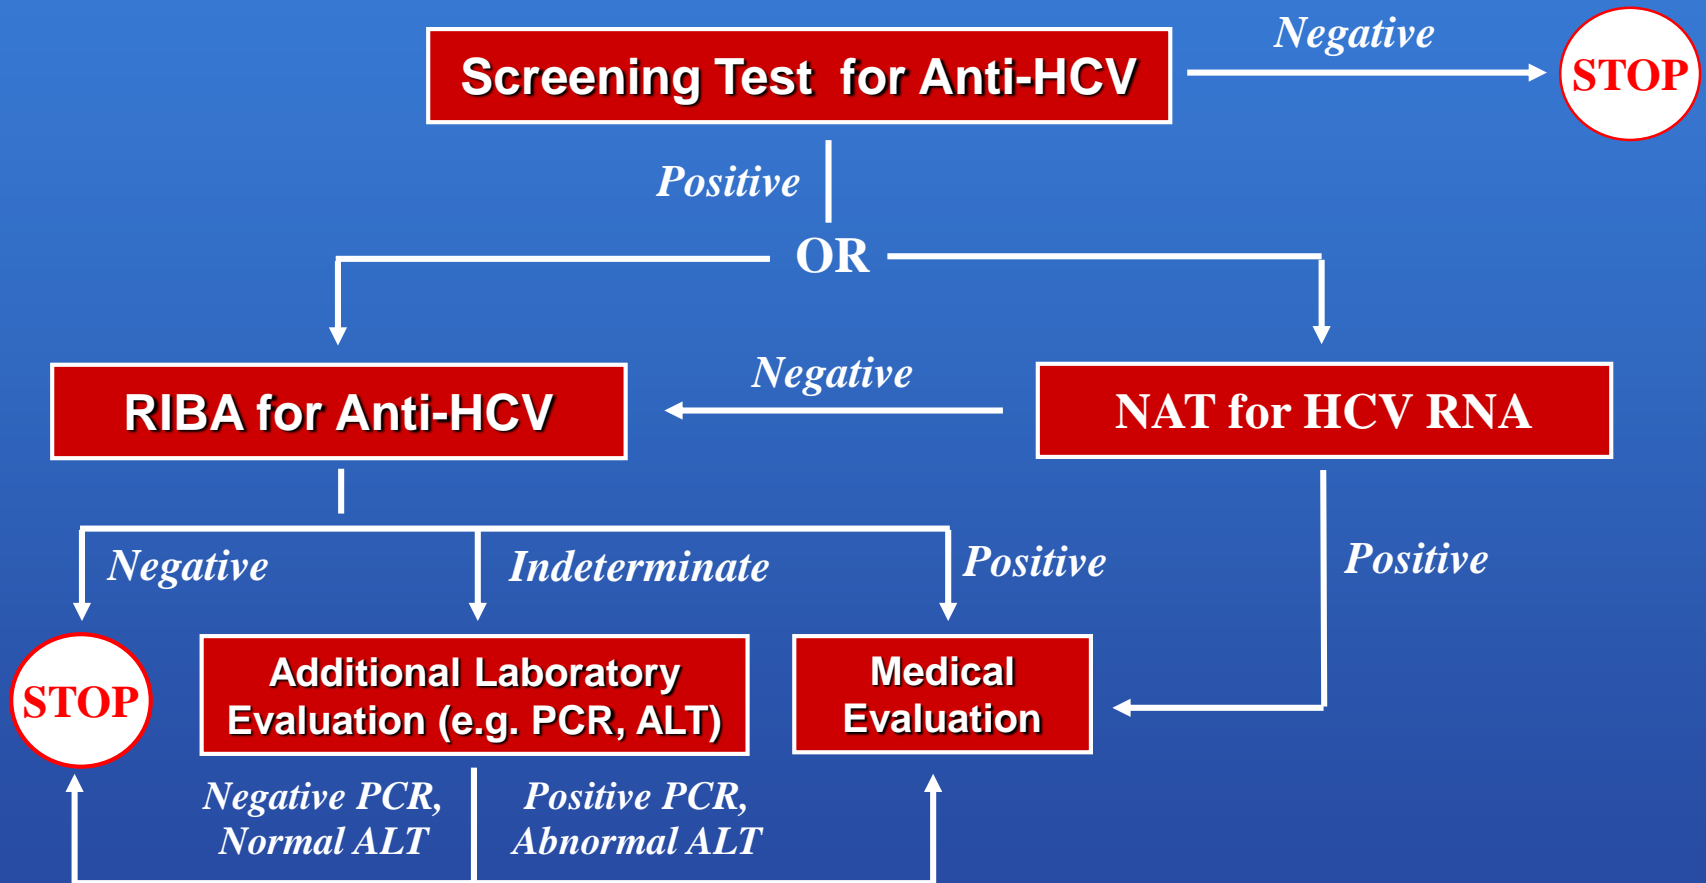 Negative
Screening Test for Anti-HCV
STOP
Positive
OR
Negative
RIBA for Anti-HCV
NAT for HCV RNA
Negative
Indeterminate
Positive
Positive
STOP
Additional Laboratory
Evaluation (e.g. PCR, ALT)
Medical
Evaluation
Negative PCR,
Normal ALT
Positive PCR,
Abnormal ALT